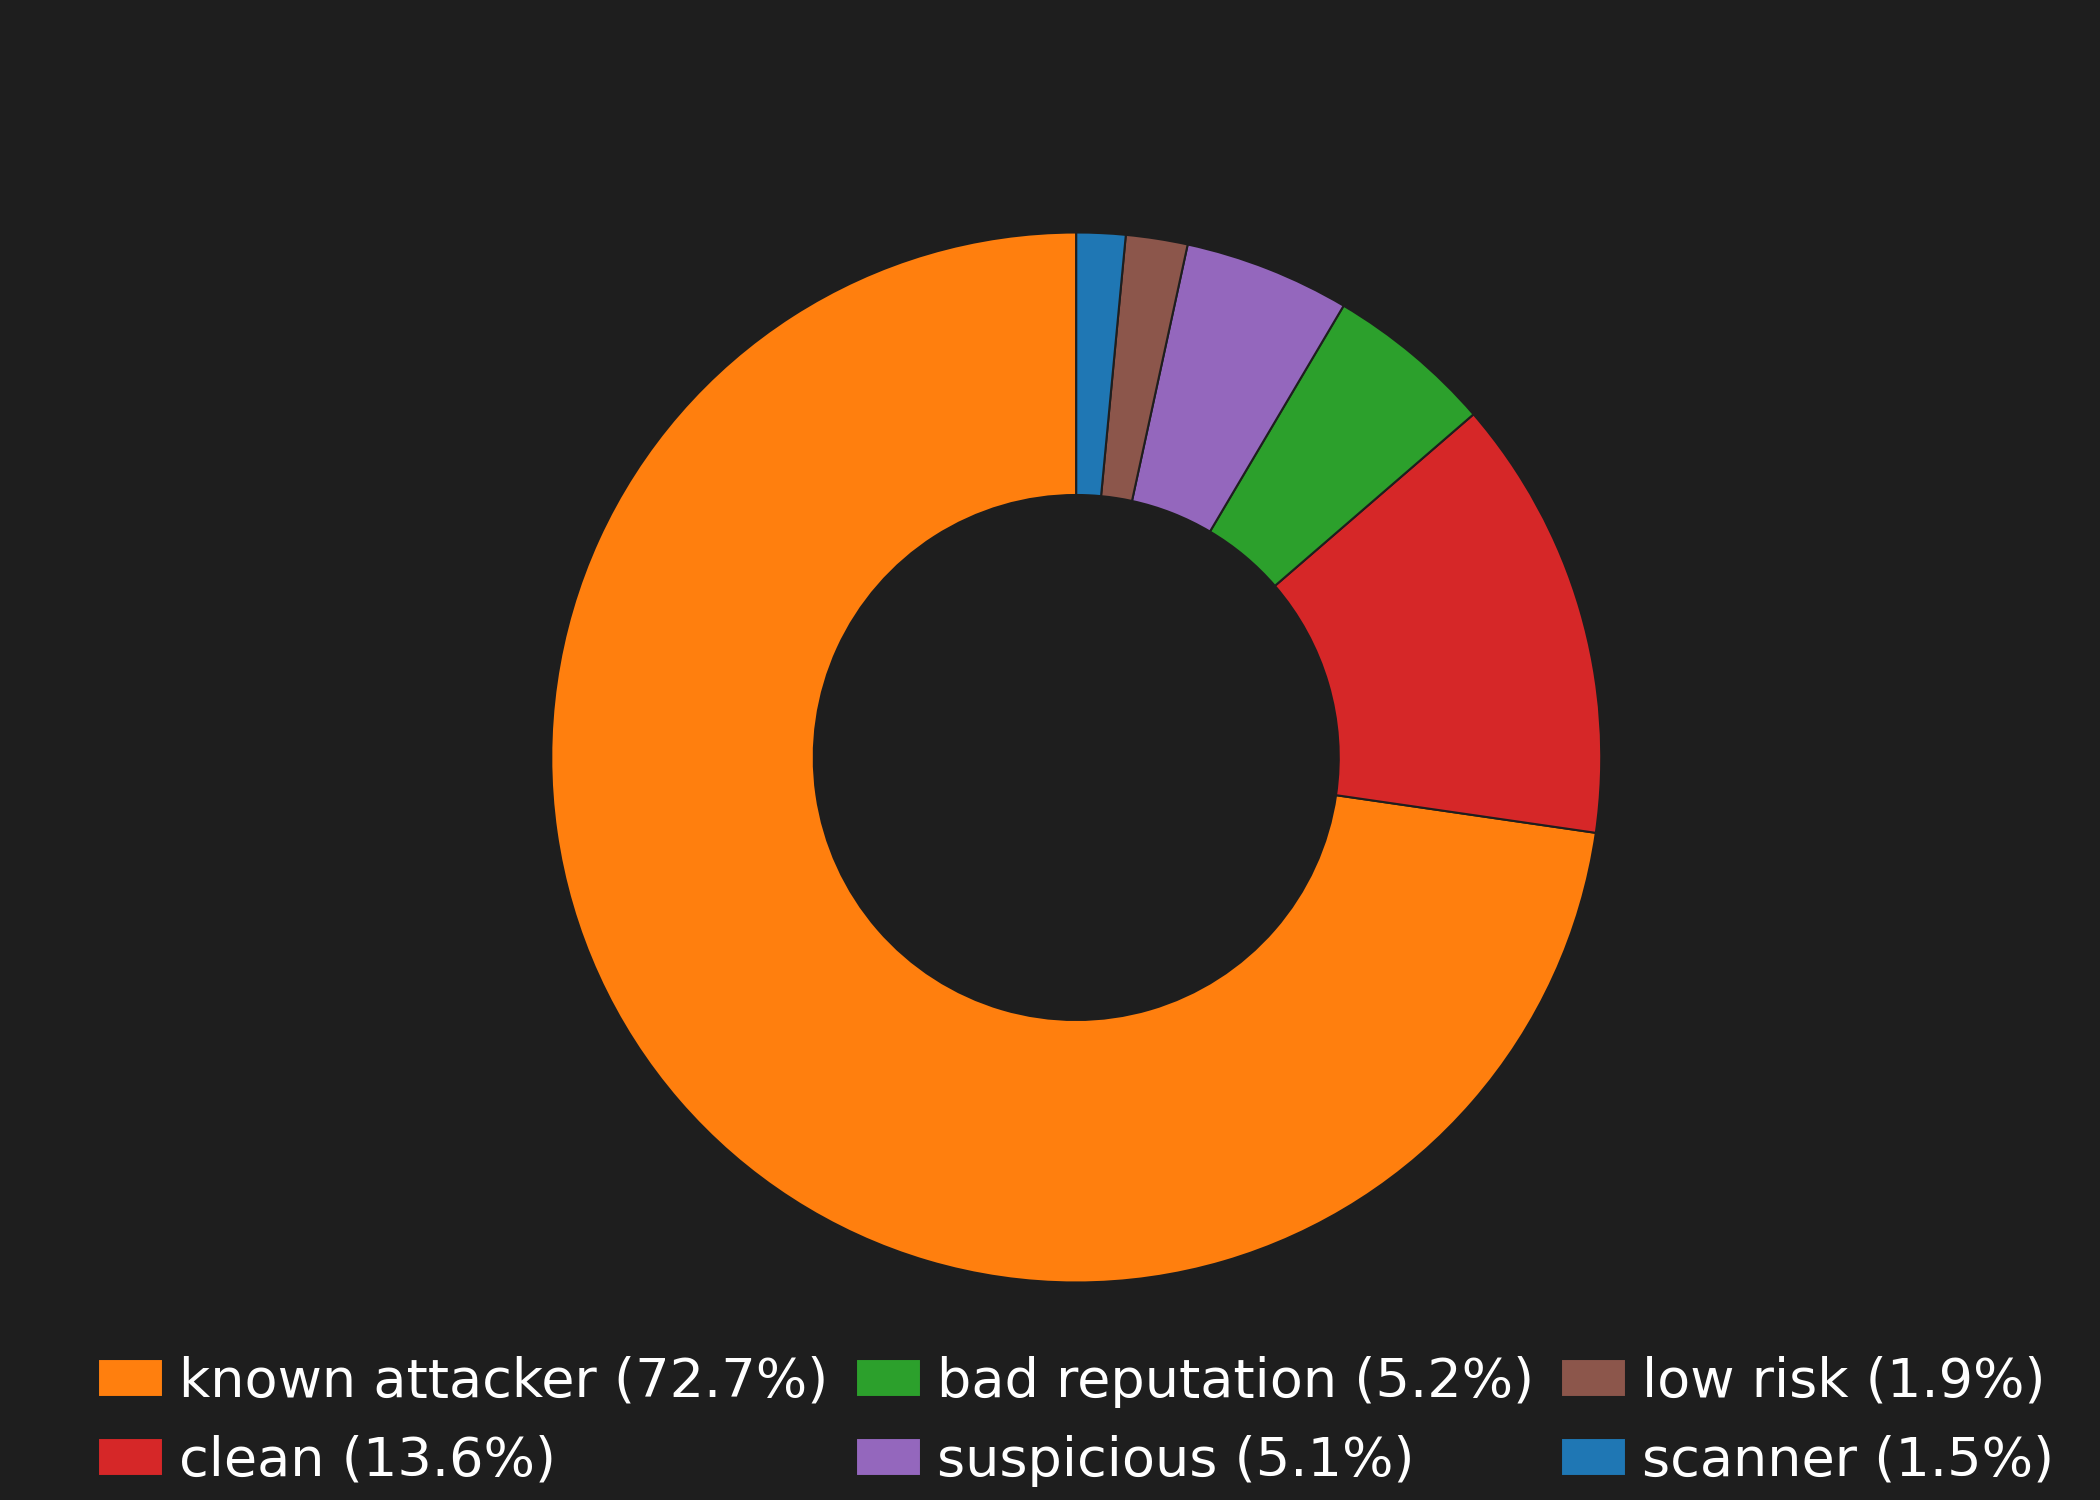 known attacker (72.7%)
clean (13.6%)
bad reputation (5.2%)
suspicious (5.1%)
low risk (1.9%)
scanner (1.5%)